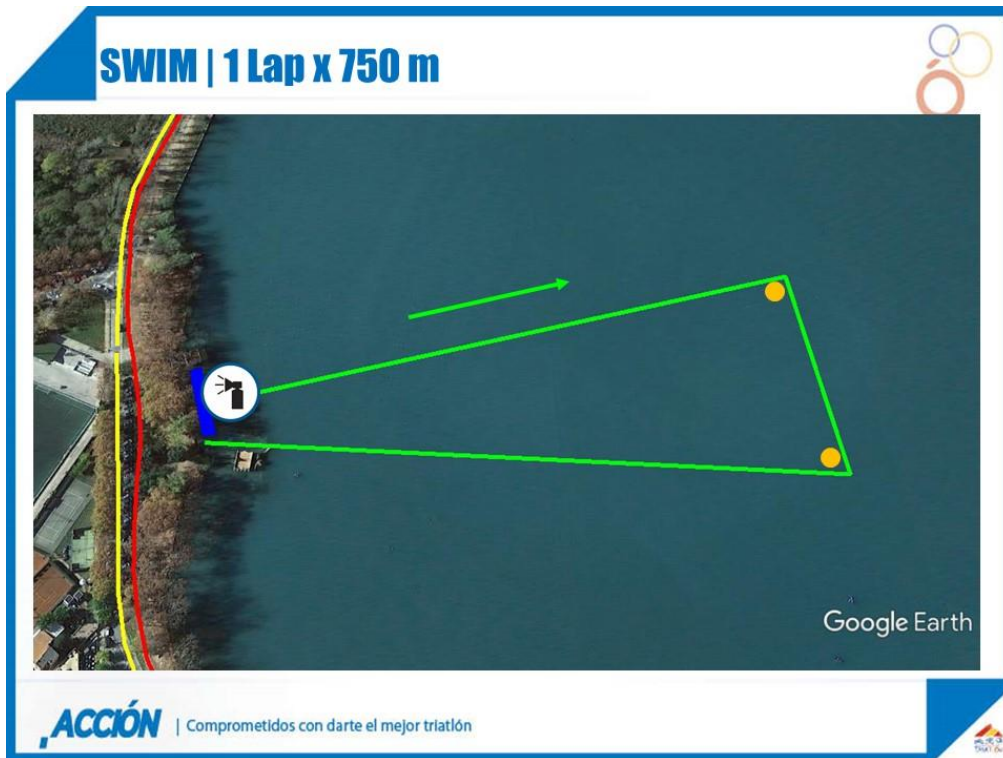 SWIM | 1 Lap x 750 m
Google Earth
,ACCIÓN | Comprometidos con darte el mejor triatlón